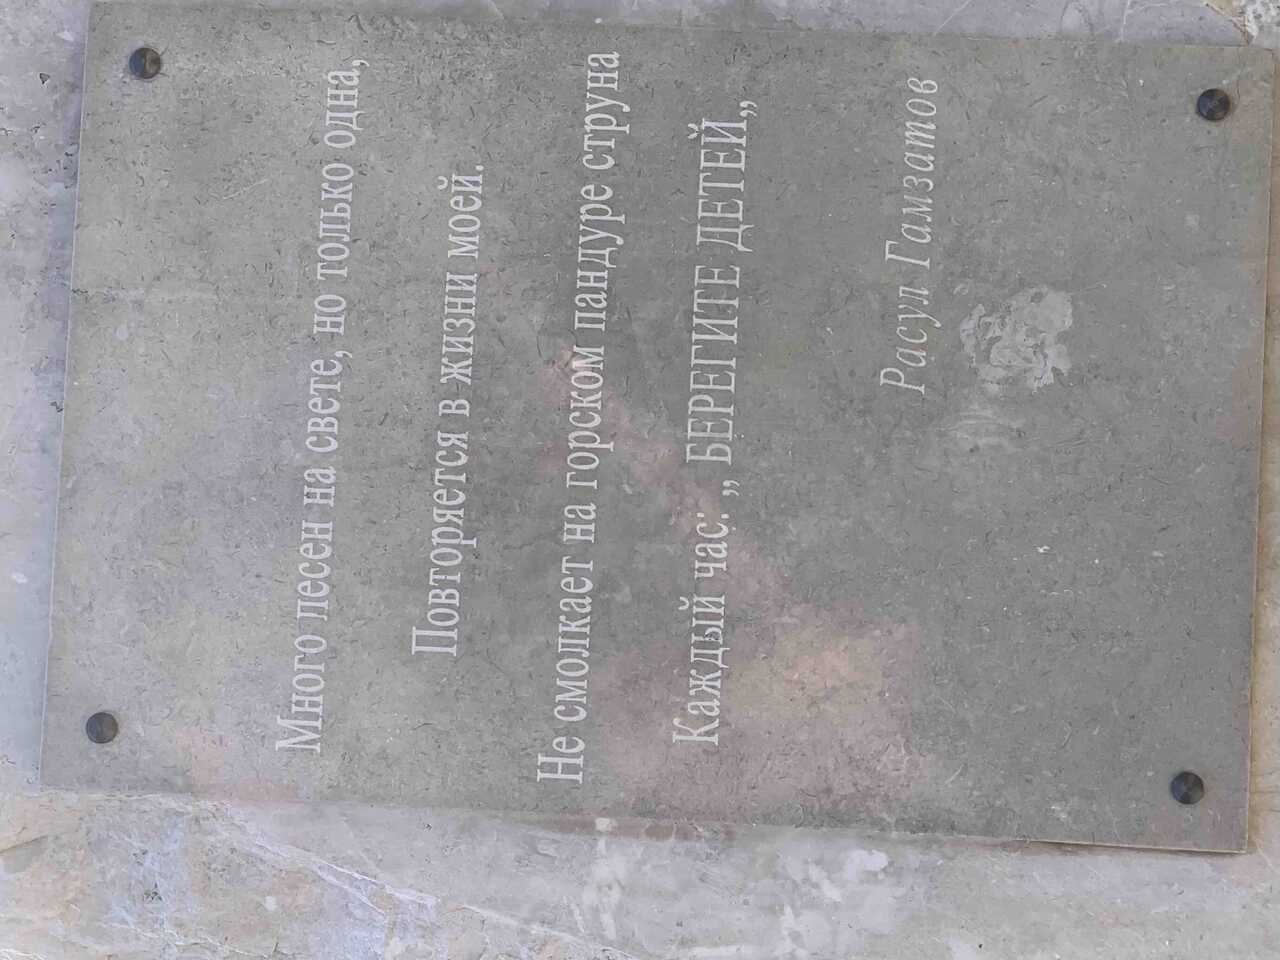 Много песен на свете, но только одна,
Повторяется в жизни моей.
Не смолкает на горском пандуре струна
Каждый час: „ БЕРЕГИТЕ ДЕТЕЙ„
Расул Гамзатов